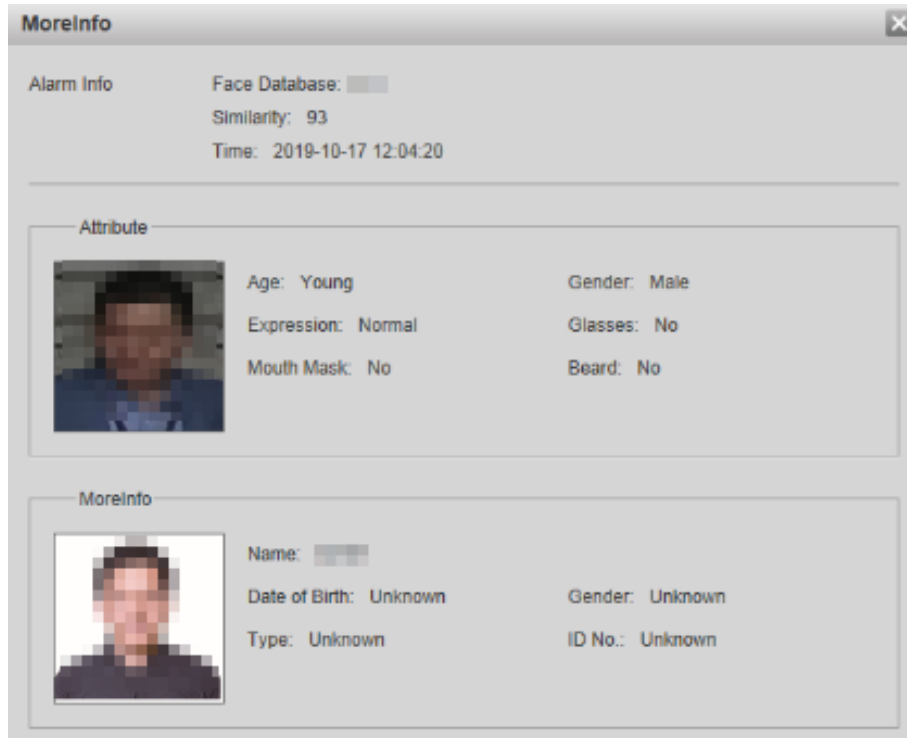 MoreInfo
Alarm Info
Face Database:
Similarity: 93
Time: 2019-10-17 12:04:20
Attribute
Age: Young Gender: Male
Expression: Normal Glasses: No
Mouth Mask: No Beard: No
MoreInfo
Name:
Date of Birth: Unknown Gender: Unknown
Type: Unknown ID No.: Unknown